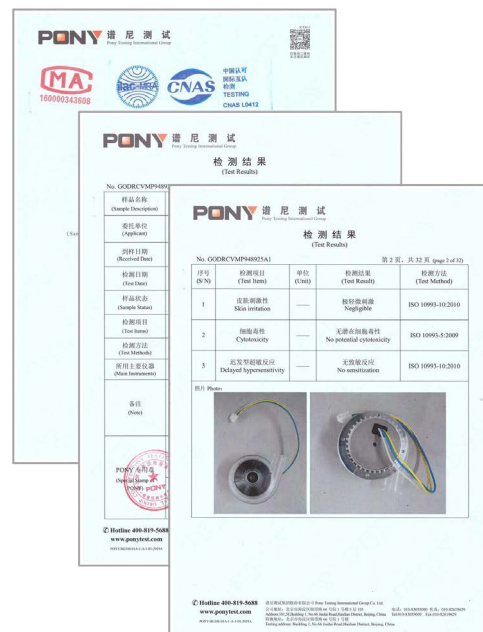 PONY 谱尼测试
Pony Testing International Group
MA
160000343608
ilac-MRA
CNAS
中国认可
国际互认
检测
TESTING
CNAS L0412
PONY 谱尼测试
Pony Testing International Group
检测结果
(Test Results)
No. GODRCVMP94892
样品名称
(Sample Description)
委托单位
(Applicant)
到样日期
(Received Date)
检测日期
(Test Date)
样品状态
(Sample Status)
检测项目
(Test Items)
检测方法
(Test Methods)
所用主要仪器
(Main Instruments)
备注
(Note)
PONY 专用章
(Special Stamp of
PONY)
PONY
✆ Hotline 400-819-5688
www.ponytest.com
PONY 谱尼测试
Pony Testing International Group
检测结果
(Test Results)
No. GODRCVMP948925A1 第 2 页，共 32 页 (page 2 of 32)
序号 检测项目 单位 检测结果 检测方法
(S/N) (Test Item) (Unit) (Test Result) (Test Method)
1 皮肤刺激性 —— 极轻微刺激 ISO 10993-10:2010
Skin irritation Negligible
2 细胞毒性 —— 无潜在细胞毒性 ISO 10993-5:2009
Cytotoxicity No potential cytotoxicity
3 迟发型超敏反应 —— 无致敏反应 ISO 10993-10:2010
Delayed hypersensitivity No sensitization
照片 Photo:
✆ Hotline 400-819-5688
www.ponytest.com